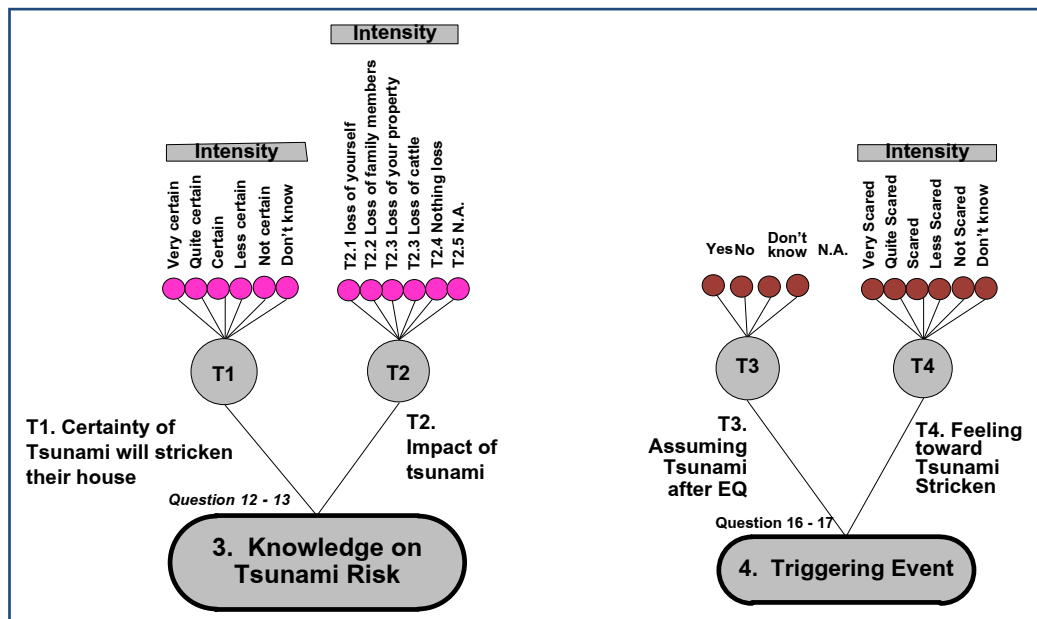 Intensity
T2.1 loss of yourself
T2.2 Loss of family members
T2.3 Loss of your property
T2.3 Loss of cattle
T2.4 Nothing loss
T2.5 N.A.
Intensity
Very certain
Quite certain
Certain
Less certain
Not certain
Don't know
T1
T2
T1. Certainty of
Tsunami will stricken
their house
T2.
Impact of
tsunami
Question 12 - 13
3. Knowledge on
Tsunami Risk
Intensity
Very Scared
Quite Scared
Scared
Less Scared
Not Scared
Don't know
Yes
No
Don't
know
N.A.
T3
T4
T3.
Assuming
Tsunami
after EQ
T4. Feeling
toward
Tsunami
Stricken
Question 16 - 17
4. Triggering Event